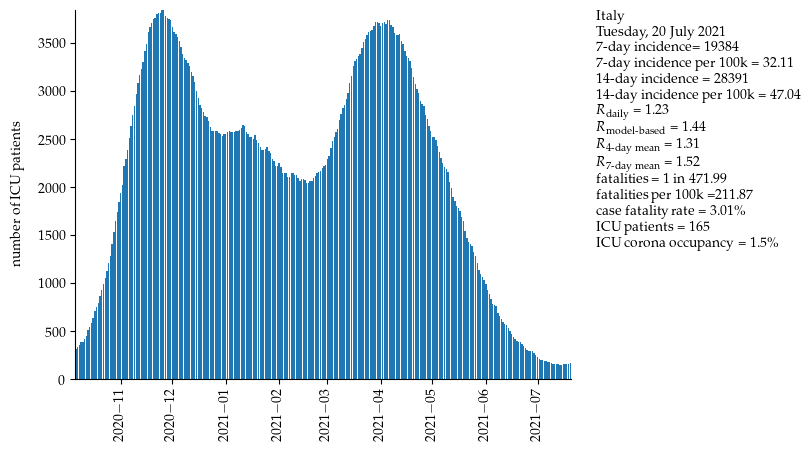 Italy
Tuesday, 20 July 2021
7-day incidence= 19384
7-day incidence per 100k = 32.11
14-day incidence = 28391
14-day incidence per 100k = 47.04
R daily = 1.23
R model-based = 1.44
R 4-day mean = 1.31
R 7-day mean = 1.52
fatalities = 1 in 471.99
fatalities per 100k =211.87
case fatality rate = 3.01%
ICU patients = 165
ICU corona occupancy = 1.5%
number of ICU patients
3500
3000
2500
2000
1500
1000
500
0
2020−11
2020−12
2021−01
2021−02
2021−03
2021−04
2021−05
2021−06
2021−07